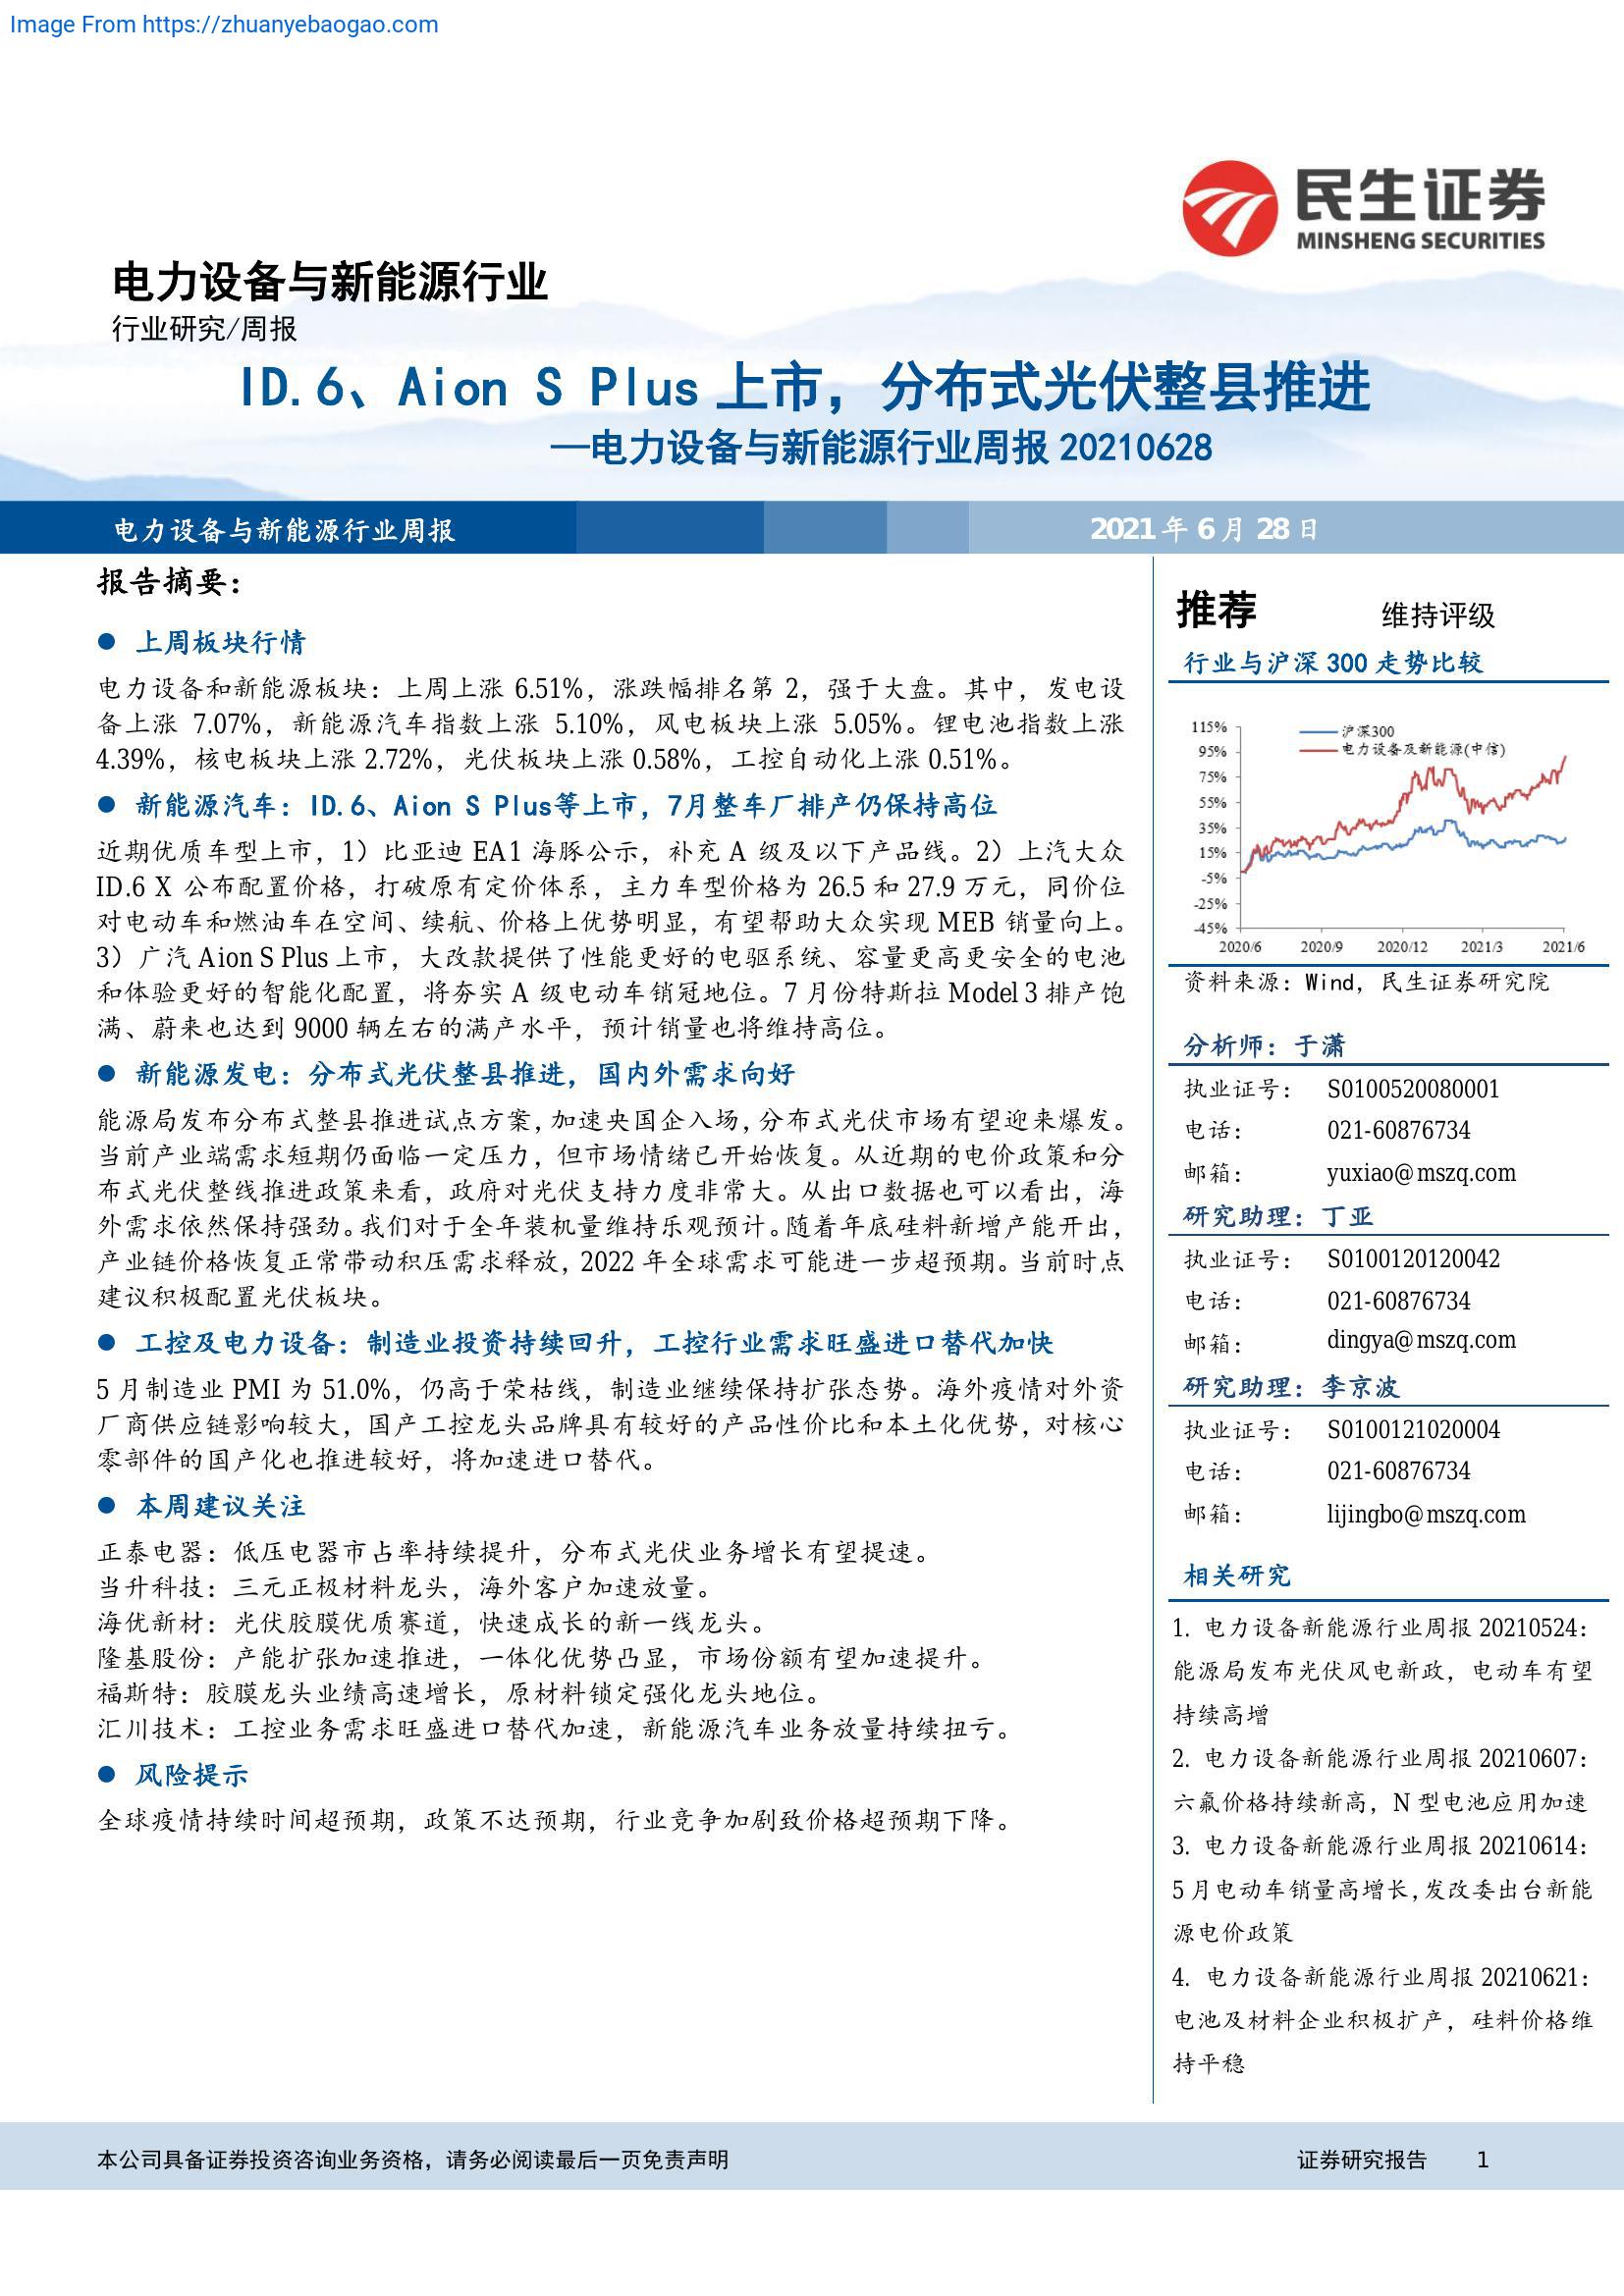 Image From https://zhuanyebaogao.com
民生证券
MINSHENG SECURITIES
电力设备与新能源行业
行业研究/周报
ID.6、Aion S Plus 上市，分布式光伏整县推进
—电力设备与新能源行业周报 20210628
电力设备与新能源行业周报
2021 年 6 月 28 日
报告摘要：
● 上周板块行情
电力设备和新能源板块：上周上涨 6.51%，涨跌幅排名第 2，强于大盘。其中，发电设
备上涨 7.07%，新能源汽车指数上涨 5.10%，风电板块上涨 5.05%。锂电池指数上涨
4.39%，核电板块上涨 2.72%，光伏板块上涨 0.58%，工控自动化上涨 0.51%。
● 新能源汽车：ID.6、Aion S Plus等上市，7月整车厂排产仍保持高位
近期优质车型上市，1）比亚迪 EA1 海豚公示，补充 A 级及以下产品线。2）上汽大众
ID.6 X 公布配置价格，打破原有定价体系，主力车型价格为 26.5 和 27.9 万元，同价位
对电动车和燃油车在空间、续航、价格上优势明显，有望帮助大众实现 MEB 销量向上。
3）广汽 Aion S Plus 上市，大改款提供了性能更好的电驱系统、容量更高更安全的电池
和体验更好的智能化配置，将夯实 A 级电动车销冠地位。7 月份特斯拉 Model 3 排产饱
满、蔚来也达到 9000 辆左右的满产水平，预计销量也将维持高位。
● 新能源发电：分布式光伏整县推进，国内外需求向好
能源局发布分布式整县推进试点方案，加速央国企入场，分布式光伏市场有望迎来爆发。
当前产业端需求短期仍面临一定压力，但市场情绪已开始恢复。从近期的电价政策和分
布式光伏整线推进政策来看，政府对光伏支持力度非常大。从出口数据也可以看出，海
外需求依然保持强劲。我们对于全年装机量维持乐观预计。随着年底硅料新增产能开出，
产业链价格恢复正常带动积压需求释放，2022 年全球需求可能进一步超预期。当前时点
建议积极配置光伏板块。
● 工控及电力设备：制造业投资持续回升，工控行业需求旺盛进口替代加快
5 月制造业 PMI 为 51.0%，仍高于荣枯线，制造业继续保持扩张态势。海外疫情对外资
厂商供应链影响较大，国产工控龙头品牌具有较好的产品性价比和本土化优势，对核心
零部件的国产化也推进较好，将加速进口替代。
● 本周建议关注
正泰电器：低压电器市占率持续提升，分布式光伏业务增长有望提速。
当升科技：三元正极材料龙头，海外客户加速放量。
海优新材：光伏胶膜优质赛道，快速成长的新一线龙头。
隆基股份：产能扩张加速推进，一体化优势凸显，市场份额有望加速提升。
福斯特：胶膜龙头业绩高速增长，原材料锁定强化龙头地位。
汇川技术：工控业务需求旺盛进口替代加速，新能源汽车业务放量持续扭亏。
● 风险提示
全球疫情持续时间超预期，政策不达预期，行业竞争加剧致价格超预期下降。
推荐 维持评级
行业与沪深 300 走势比较
115%
95%
75%
55%
35%
15%
-5%
-25%
-45%
沪深300
电力设备及新能源(中信)
2020/6 2020/9 2020/12 2021/3 2021/6
资料来源：Wind，民生证券研究院
分析师：于潇
执业证号： S0100520080001
电话： 021-60876734
邮箱： yuxiao@mszq.com
研究助理：丁亚
执业证号： S0100120120042
电话： 021-60876734
邮箱： dingya@mszq.com
研究助理：李京波
执业证号： S0100121020004
电话： 021-60876734
邮箱： lijingbo@mszq.com
相关研究
1. 电力设备新能源行业周报 20210524：
能源局发布光伏风电新政，电动车有望
持续高增
2. 电力设备新能源行业周报 20210607：
六氟价格持续新高，N 型电池应用加速
3. 电力设备新能源行业周报 20210614：
5 月电动车销量高增长，发改委出台新能
源电价政策
4. 电力设备新能源行业周报 20210621：
电池及材料企业积极扩产，硅料价格维
持平稳
本公司具备证券投资咨询业务资格，请务必阅读最后一页免责声明
证券研究报告 1